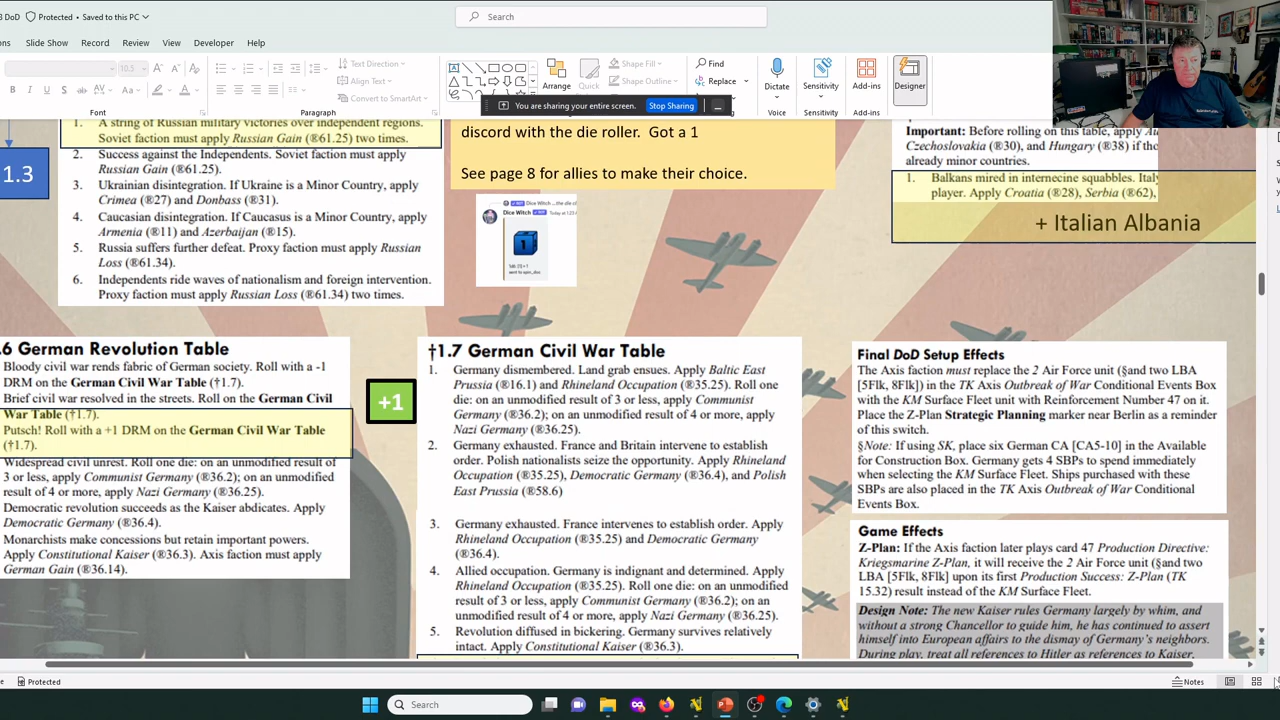 DoD
Protected • Saved to this PC
Search
Slide Show
Record
Review
View
Developer
Help
10.5
Text Direction
Align Text
Convert to SmartArt
Font
Paragraph
Arrange
Quick
Shape Fill
Shape Outline
Find
Replace
Dictate
Sensitivity
Add-ins
Designer
Voice
Sensitivity
Add-ins
You are sharing your entire screen.
Stop Sharing
1.3
1. A string of Russian military victories over independent regions.
Soviet faction must apply Russian Gain (®61.25) two times.
2. Success against the Independents. Soviet faction must apply
Russian Gain (®61.25).
3. Ukrainian disintegration. If Ukraine is a Minor Country, apply
Crimea (®27) and Donbass (®31).
4. Caucasian disintegration. If Caucasus is a Minor Country, apply
Armenia (®11) and Azerbaijan (®15).
5. Russia suffers further defeat. Proxy faction must apply Russian
Loss (®61.34).
6. Independents ride waves of nationalism and foreign intervention.
Proxy faction must apply Russian Loss (®61.34) two times.
discord with the die roller. Got a 1
See page 8 for allies to make their choice.
Dice Witch
1
Important: Before rolling on this table, apply
Czechoslovakia (®30), and Hungary (®38) if the
already minor countries.
1. Balkans mired in internecine squabbles. Italy
player. Apply Croatia (®28), Serbia (®62),
+ Italian Albania
.6 German Revolution Table
Bloody civil war rends fabric of German society. Roll with a -1
DRM on the German Civil War Table (†1.7).
Brief civil war resolved in the streets. Roll on the German Civil
War Table (†1.7).
Putsch! Roll with a +1 DRM on the German Civil War Table
(†1.7).
Widespread civil unrest. Roll one die: on an unmodified result of
3 or less, apply Communist Germany (®36.2); on an unmodified
result of 4 or more, apply Nazi Germany (®36.25).
Democratic revolution succeeds as the Kaiser abdicates. Apply
Democratic Germany (®36.4).
Monarchists make concessions but retain important powers.
Apply Constitutional Kaiser (®36.3). Axis faction must apply
German Gain (®36.14).
+1
†1.7 German Civil War Table
1. Germany dismembered. Land grab ensues. Apply Baltic East
Prussia (®16.1) and Rhineland Occupation (®35.25). Roll one
die: on an unmodified result of 3 or less, apply Communist
Germany (®36.2); on an unmodified result of 4 or more, apply
Nazi Germany (®36.25).
2. Germany exhausted. France and Britain intervene to establish
order. Polish nationalists seize the opportunity. Apply Rhineland
Occupation (®35.25), Democratic Germany (®36.4), and Polish
East Prussia (®58.6)
3. Germany exhausted. France intervenes to establish order. Apply
Rhineland Occupation (®35.25) and Democratic Germany
(®36.4).
4. Allied occupation. Germany is indignant and determined. Apply
Rhineland Occupation (®35.25). Roll one die: on an unmodified
result of 3 or less, apply Communist Germany (®36.2); on an
unmodified result of 4 or more, apply Nazi Germany (®36.25).
5. Revolution diffused in bickering. Germany survives relatively
intact. Apply Constitutional Kaiser (®36.3).
Final DoD Setup Effects
The Axis faction must replace the 2 Air Force unit (§and two LBA
[5Flk, 8Flk]) in the TK Axis Outbreak of War Conditional Events Box
with the KM Surface Fleet unit with Reinforcement Number 47 on it.
Place the Z-Plan Strategic Planning marker near Berlin as a reminder
of this switch.
§Note: If using SK, place six German CA [CA5-10] in the Available
for Construction Box. Germany gets 4 SBPs to spend immediately
when selecting the KM Surface Fleet. Ships purchased with these
SBPs are also placed in the TK Axis Outbreak of War Conditional
Events Box.
Game Effects
Z-Plan: If the Axis faction later plays card 47 Production Directive:
Kriegsmarine Z-Plan, it will receive the 2 Air Force unit (§and two
LBA [5Flk, 8Flk] upon its first Production Success: Z-Plan (TK
15.32) result instead of the KM Surface Fleet.
Design Note: The new Kaiser rules Germany largely by whim, and
without a strong Chancellor to guide him, he has continued to assert
himself into European affairs to the dismay of Germany's neighbors.
During play, treat all references to Hitler as references to Kaiser,
Protected
Notes
Search